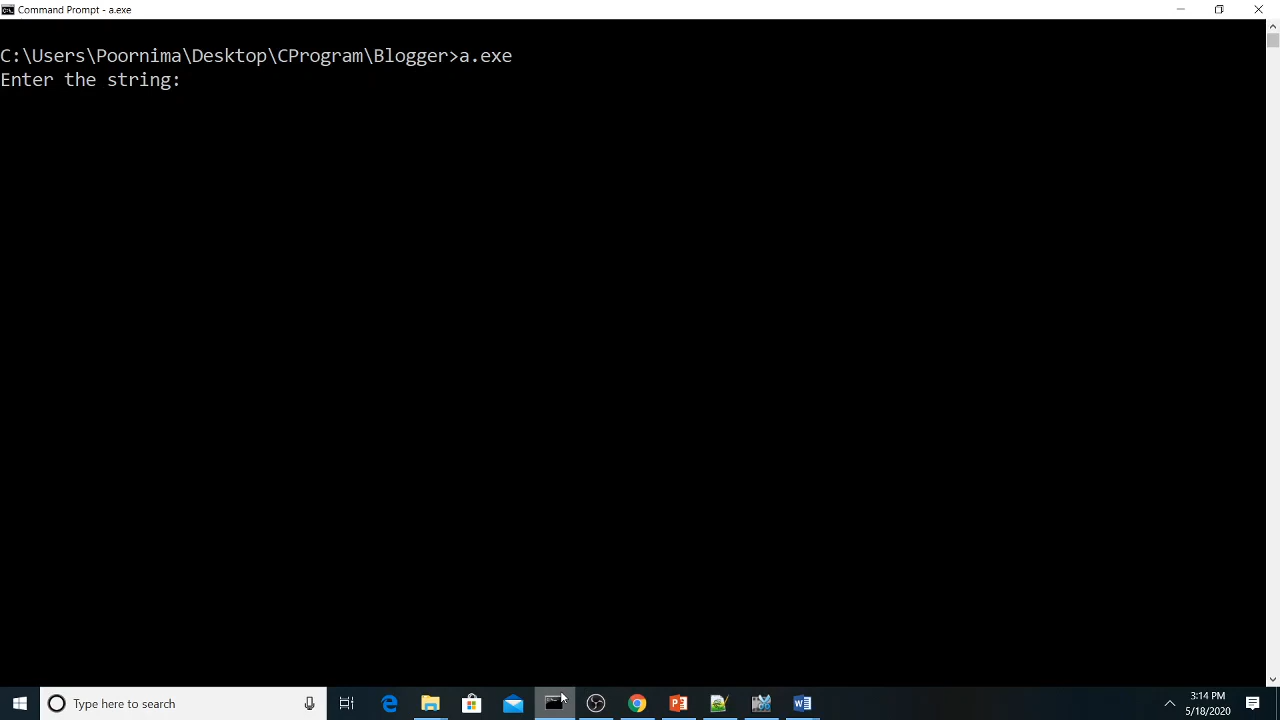 Command Prompt - a.exe
C:\Users\Poornima\Desktop\CProgram\Blogger>a.exe
Enter the string:
Type here to search
3:14 PM
5/18/2020